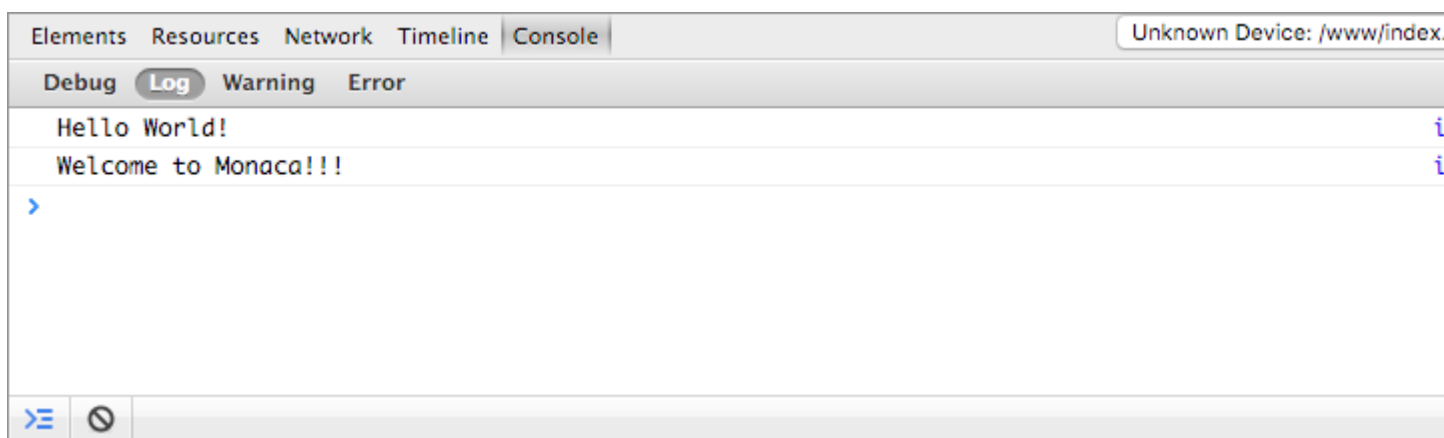 Elements Resources Network Timeline Console Unknown Device: /www/index.
Debug Log Warning Error
Hello World! i
Welcome to Monaca!!! i
>